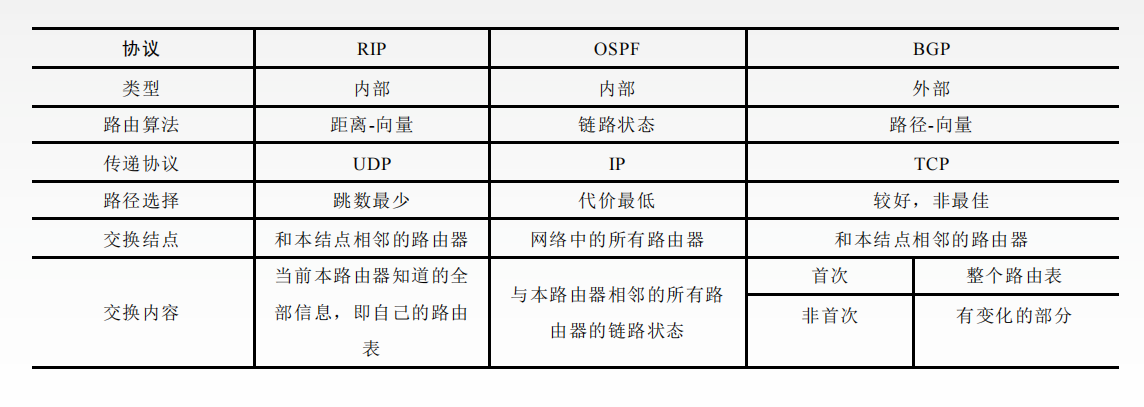 协议 RIP OSPF BGP
类型 内部 内部 外部
路由算法 距离-向量 链路状态 路径-向量
传递协议 UDP IP TCP
路径选择 跳数最少 代价最低 较好，非最佳
交换结点 和本结点相邻的路由器 网络中的所有路由器 和本结点相邻的路由器
交换内容
当前本路由器知道的全
部信息，即自己的路由
表
与本路由器相邻的所有路
由器的链路状态
首次 整个路由表
非首次 有变化的部分